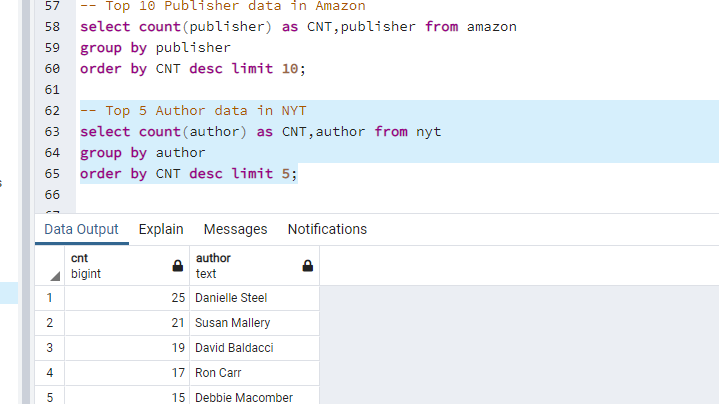 57 -- Top 10 Publisher data in Amazon
58 select count(publisher) as CNT,publisher from amazon
59 group by publisher
60 order by CNT desc limit 10;
61
62 -- Top 5 Author data in NYT
63 select count(author) as CNT,author from nyt
64 group by author
65 order by CNT desc limit 5;
66
Data Output Explain Messages Notifications
cnt author
bigint text
1 25 Danielle Steel
2 21 Susan Mallery
3 19 David Baldacci
4 17 Ron Carr
5 15 Debbie Macomber